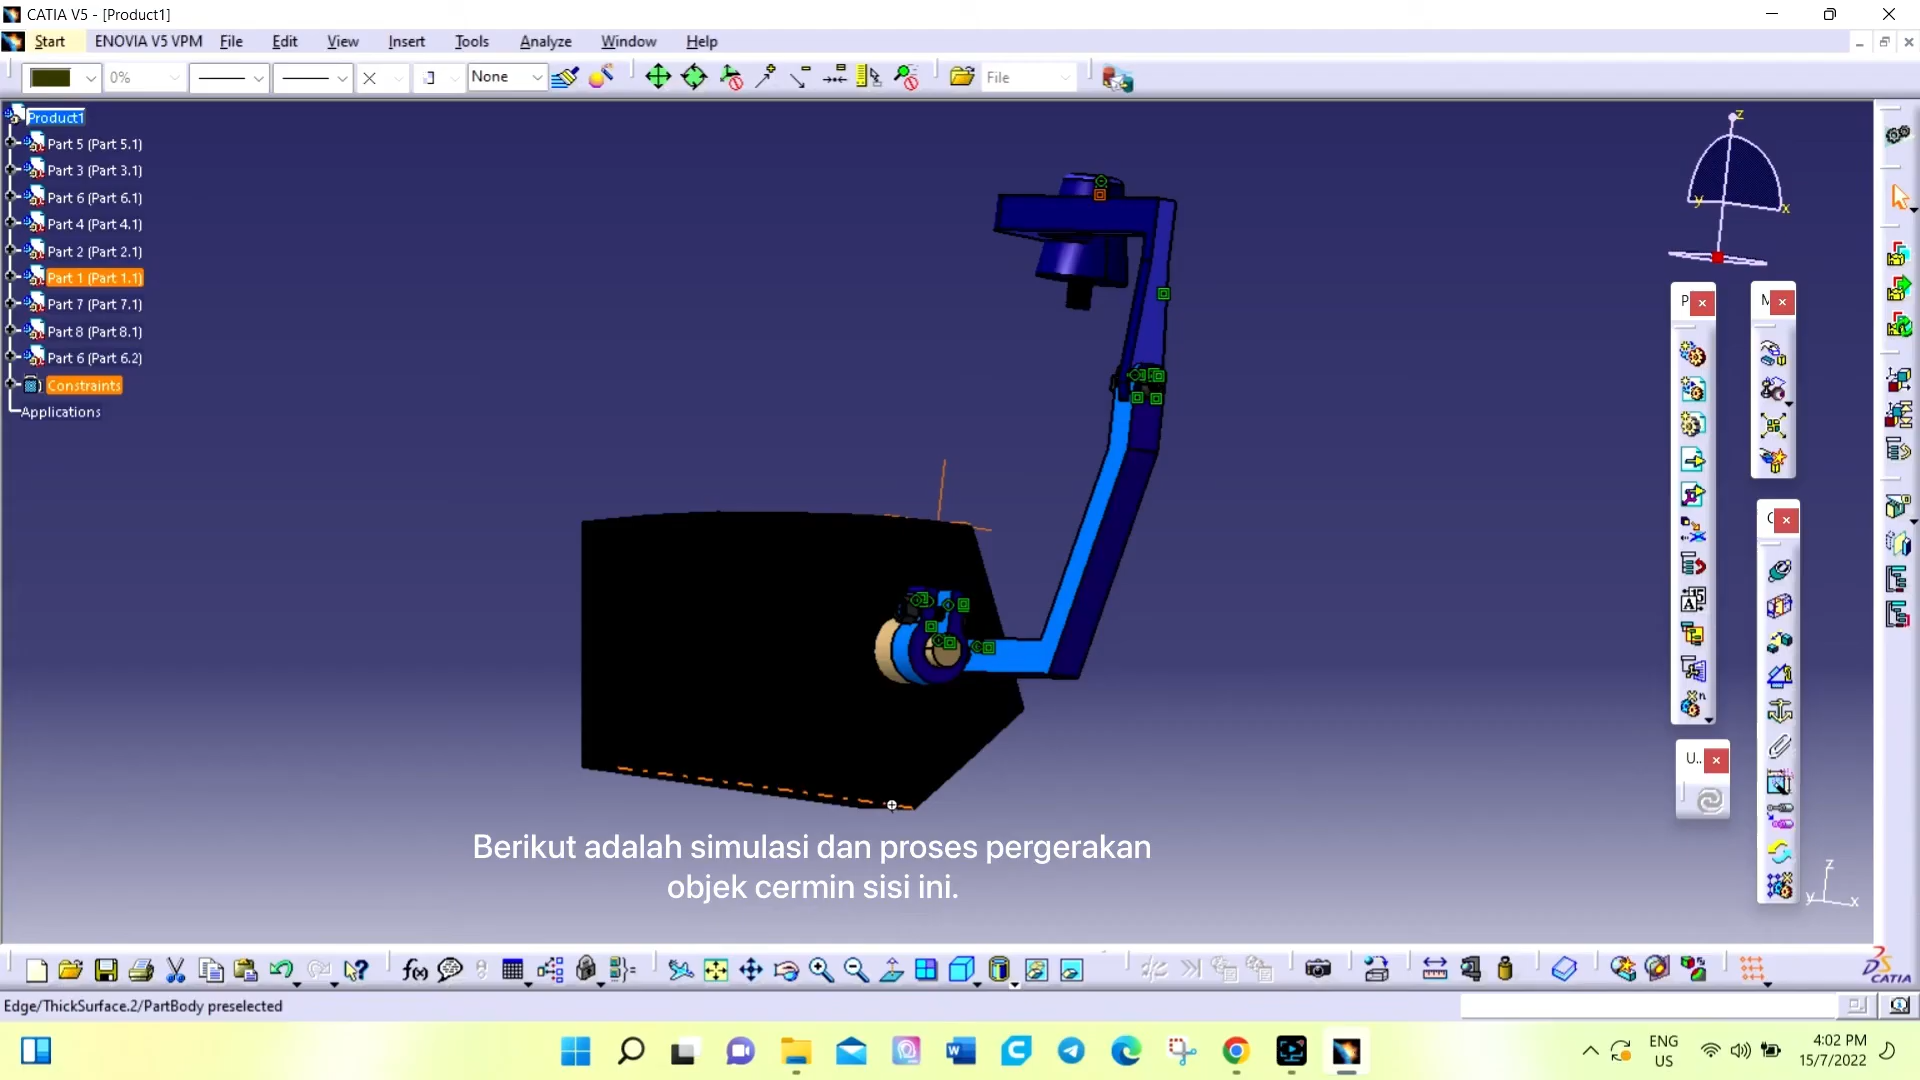 CATIA V5 - [Product1]
Start ENOVIA V5 VPM File Edit View Insert Tools Analyze Window Help
0% None File
Product1
Part 5 (Part 5.1)
Part 3 (Part 3.1)
Part 6 (Part 6.1)
Part 4 (Part 4.1)
Part 2 (Part 2.1)
Part 1 (Part 1.1)
Part 7 (Part 7.1)
Part 8 (Part 8.1)
Part 6 (Part 6.2)
Constraints
Applications
z
y
x
P
M
U..
Berikut adalah simulasi dan proses pergerakan
objek cermin sisi ini.
z
y
x
f(x)
CATIA
Edge/ThickSurface.2/PartBody preselected
ENG
US
4:02 PM
15/7/2022